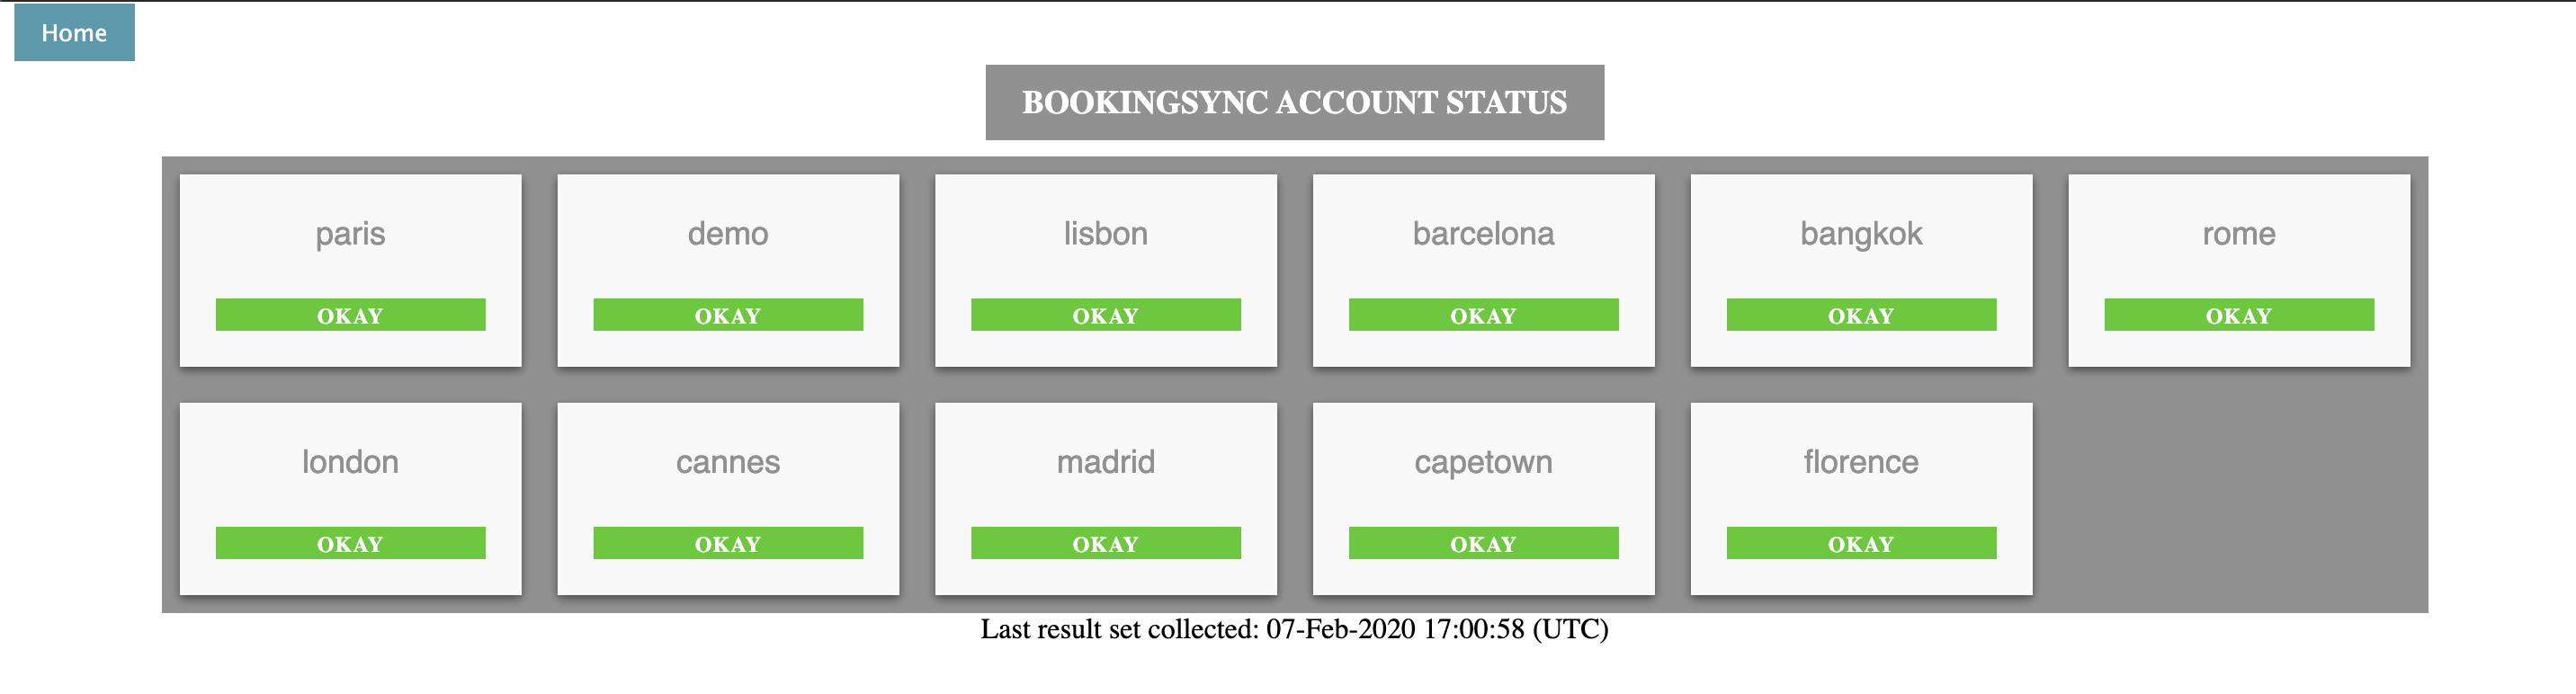 Home
BOOKINGSYNC ACCOUNT STATUS
paris demo lisbon barcelona bangkok rome
OKAY OKAY OKAY OKAY OKAY OKAY
london cannes madrid capetown florence
OKAY OKAY OKAY OKAY OKAY
Last result set collected: 07-Feb-2020 17:00:58 (UTC)